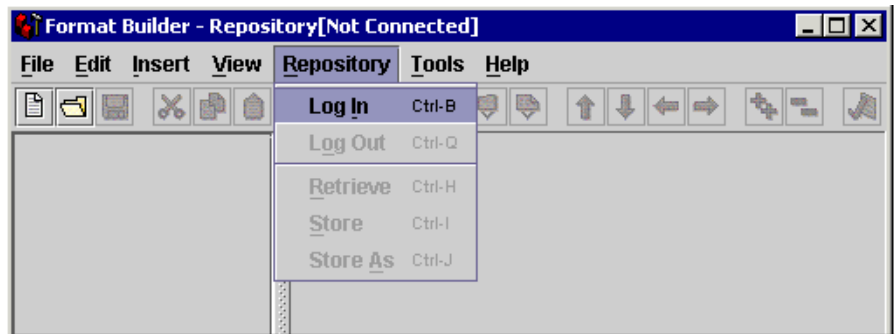 Format Builder - Repository[Not Connected]
File Edit Insert View Repository Tools Help
Log In Ctrl-B
Log Out Ctrl-Q
Retrieve Ctrl-H
Store Ctrl-I
Store As Ctrl-J